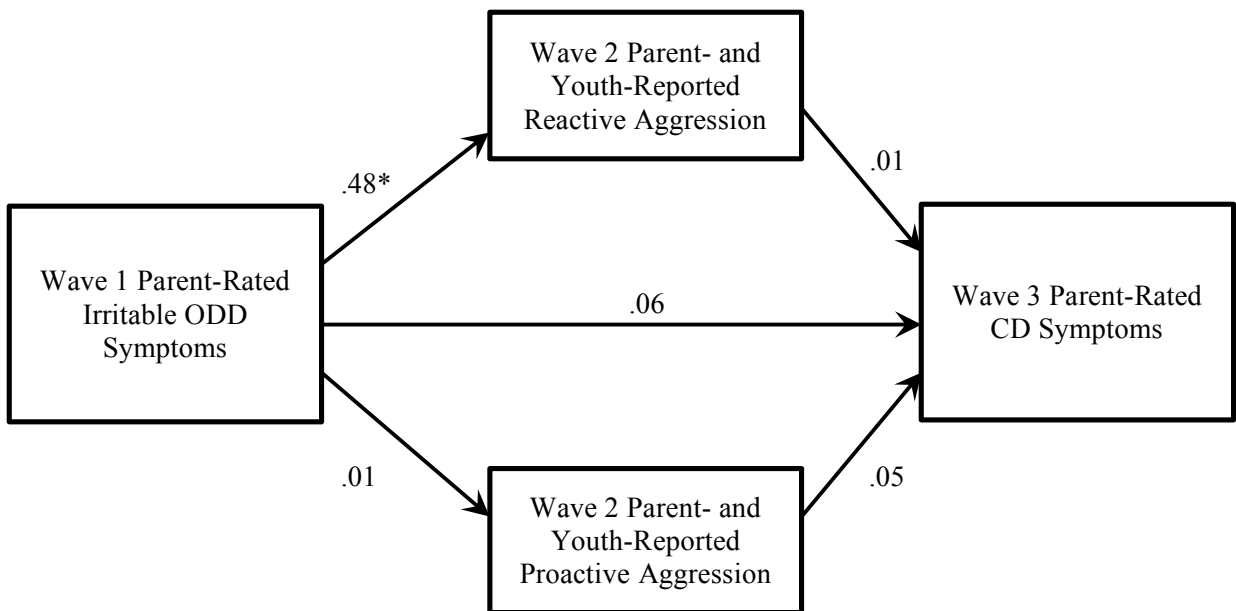 Wave 2 Parent- and
Youth-Reported
Reactive Aggression
.48*
.01
Wave 1 Parent-Rated
Irritable ODD
Symptoms
.06
Wave 3 Parent-Rated
CD Symptoms
.01
.05
Wave 2 Parent- and
Youth-Reported
Proactive Aggression